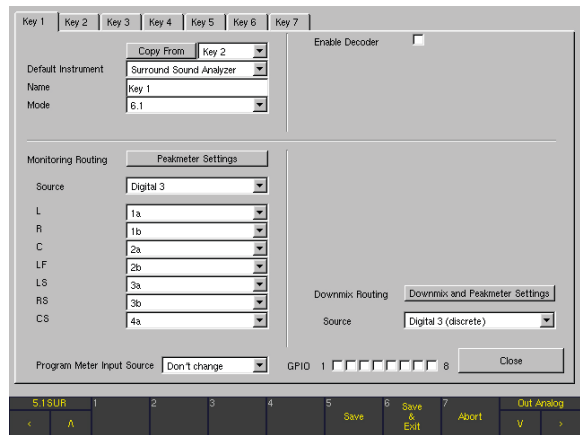 Key 1 Key 2 Key 3 Key 4 Key 5 Key 6 Key 7
Copy From Key 2
Enable Decoder
Default Instrument Surround Sound Analyzer
Name Key 1
Mode 6.1
Monitoring Routing Peakmeter Settings
Source Digital 3
L 1a
R 1b
C 2a
LF 2b
LS 3a
RS 3b
CS 4a
Downmix Routing Downmix and Peakmeter Settings
Source Digital 3 (discrete)
Program Meter Input Source Don't change
GPIO 1 8
Close
5.1SUR 1 2 3 4 5 6 7 Out Analog
< Λ Save Save & Exit Abort V >